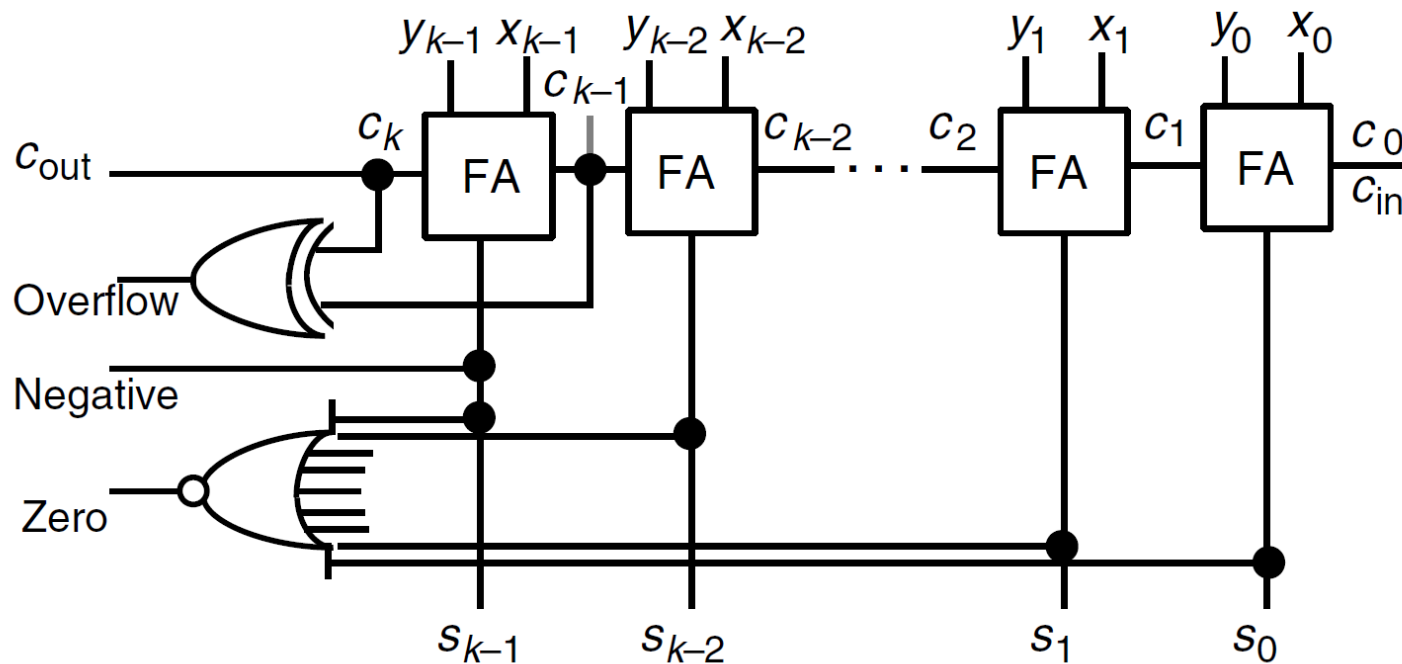 y_{k–1} x_{k–1} y_{k–2} x_{k–2} y_1 x_1 y_0 x_0
c_{k–1}
c_k c_{k–2} c_2 c_1 c_0
c_out FA FA . . . FA FA
c_in
Overflow
Negative
Zero
s_{k–1} s_{k–2} s_1 s_0